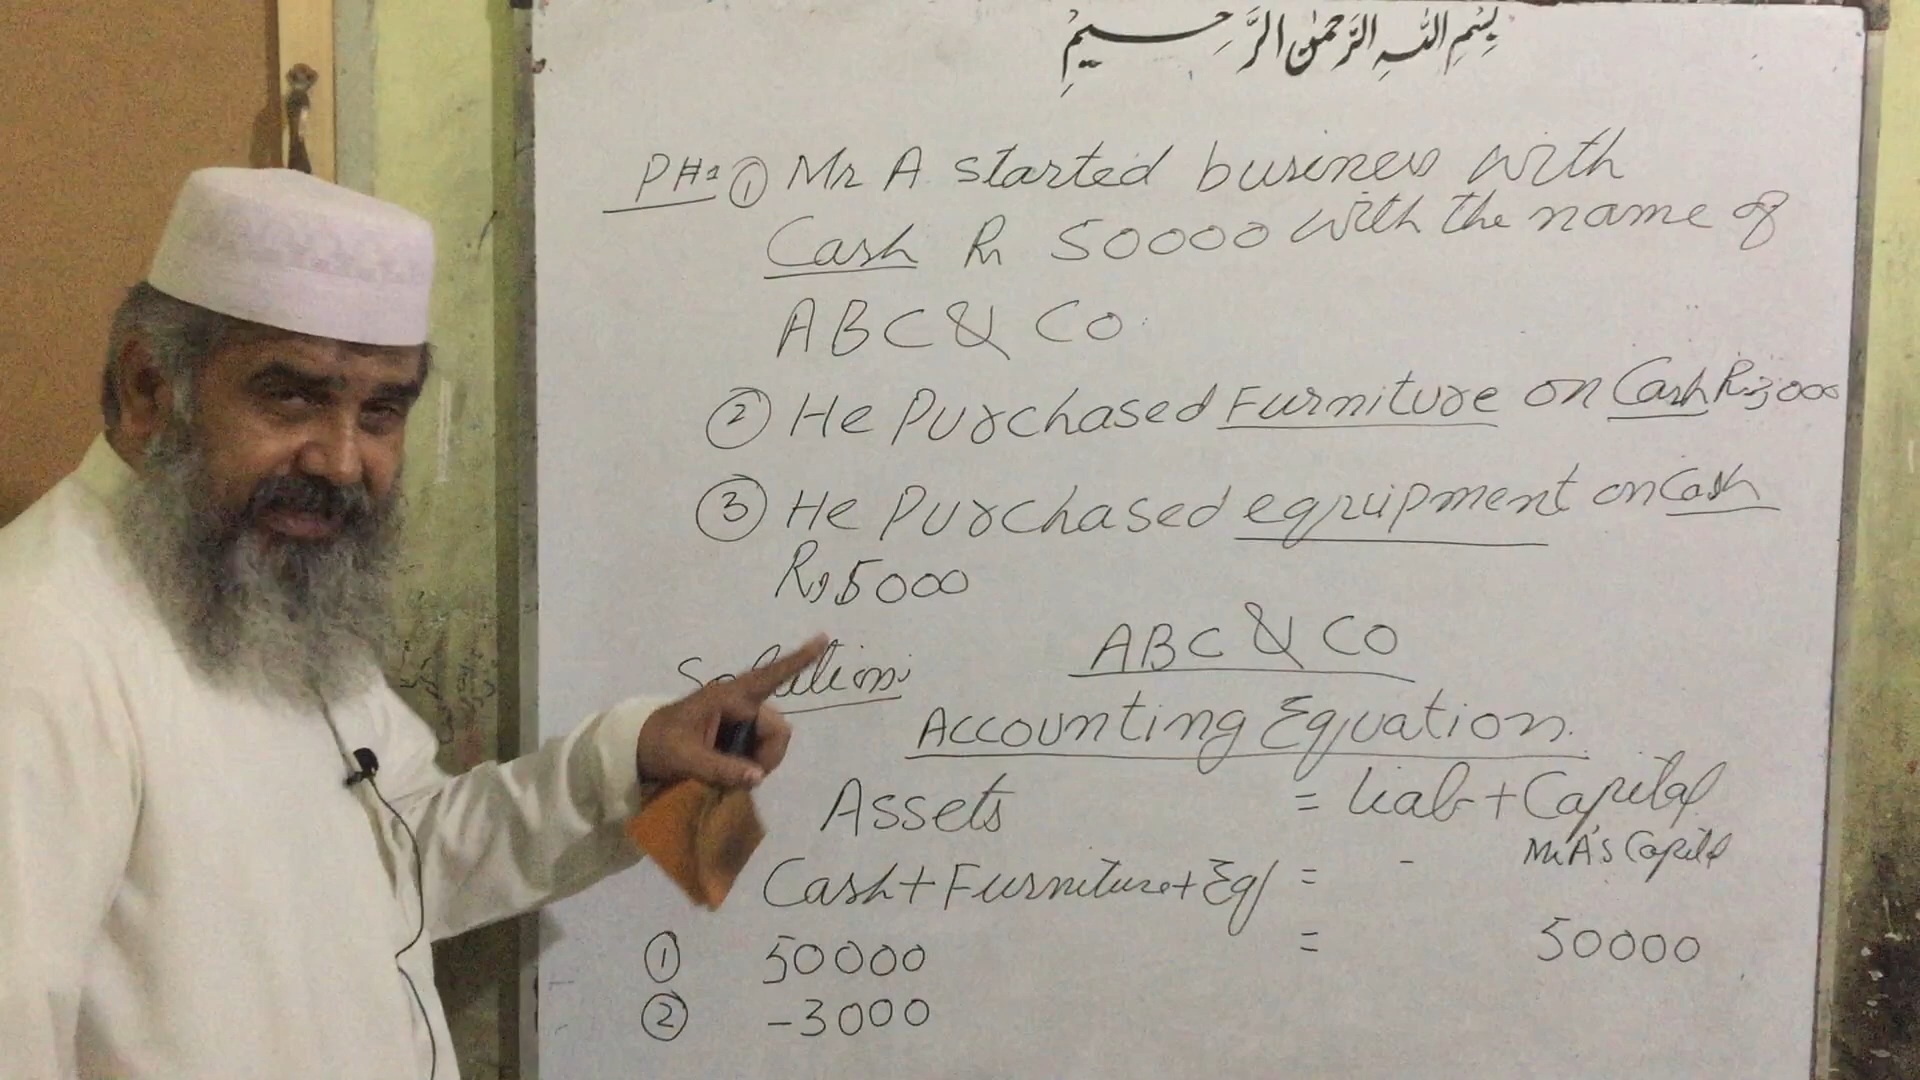 بِسْمِ اللهِ الرَّحْمٰنِ الرَّحِيْمِ
PH: ① Mr A started business with
Cash Rs 50000 with the name of
ABC & CO
② He Purchased Furniture on Cash Rs 3000
③ He Purchased equipment on Cash
Rs 5000
Solution:
ABC & CO
Accounting Equation.
Assets = liab + Capital
Mr A's Capital
Cash + Furniture + Eq = -
① 50000 = 50000
② -3000